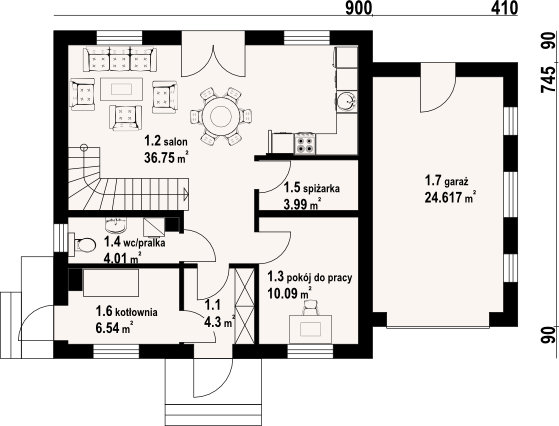 900 410
90
745
1.2 salon
36.75 m²
1.5 spiżarka
3.99 m²
1.7 garaż
24.617 m²
1.4 wc/pralka
4.01 m²
1.3 pokój do pracy
10.09 m²
1.1
4.3 m²
1.6 kotłownia
6.54 m²
90